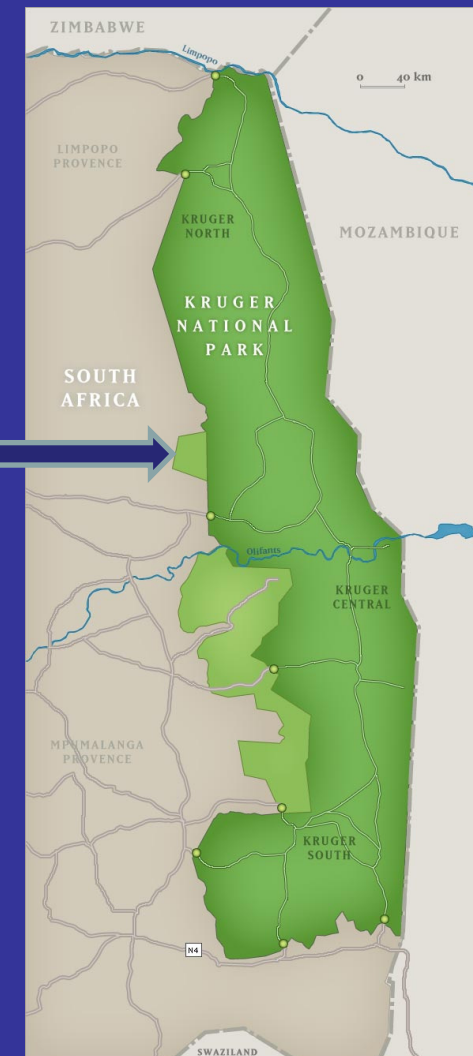 ZIMBABWE
Limpopo
0 40 km
LIMPOPO
PROVENCE
KRUGER
NORTH
MOZAMBIQUE
KRUGER
NATIONAL
PARK
SOUTH
AFRICA
Olifants
KRUGER
CENTRAL
MPUMALANGA
PROVENCE
KRUGER
SOUTH
N4
SWAZILAND